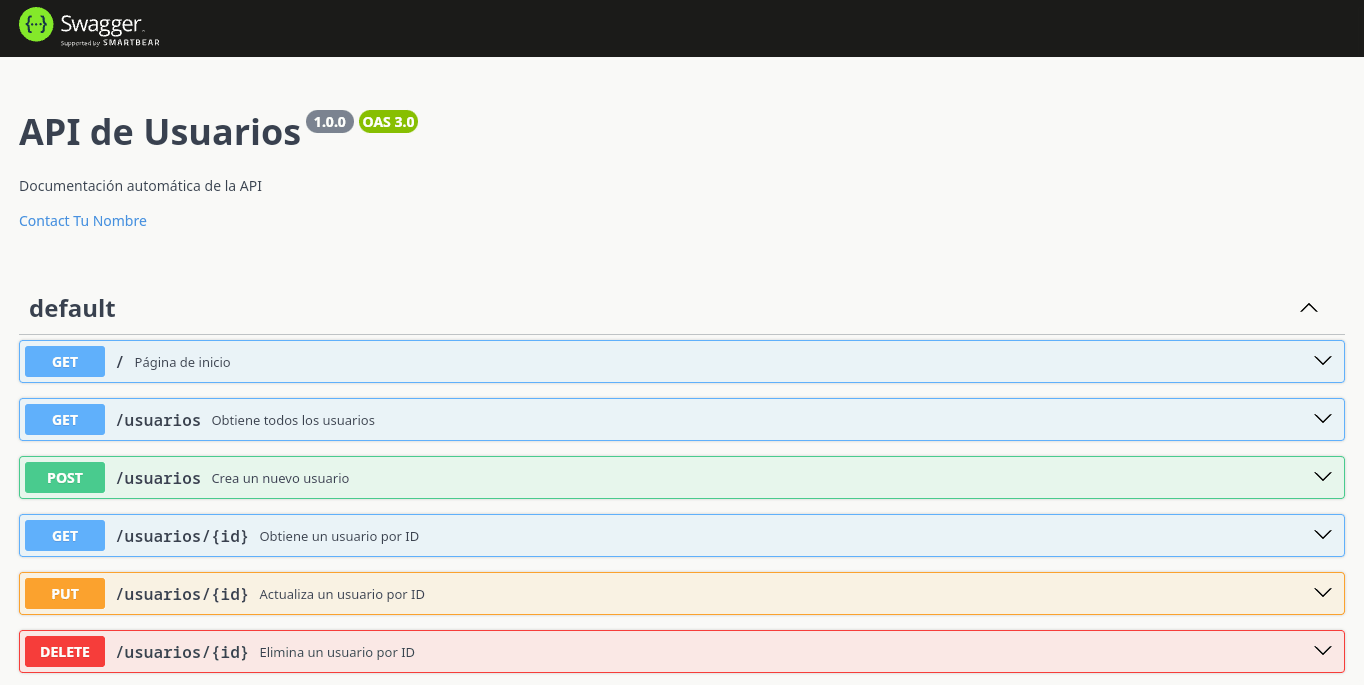 Swagger
Supported by SMARTBEAR
API de Usuarios 1.0.0 OAS 3.0
Documentación automática de la API
Contact Tu Nombre
default
GET / Página de inicio
GET /usuarios Obtiene todos los usuarios
POST /usuarios Crea un nuevo usuario
GET /usuarios/{id} Obtiene un usuario por ID
PUT /usuarios/{id} Actualiza un usuario por ID
DELETE /usuarios/{id} Elimina un usuario por ID